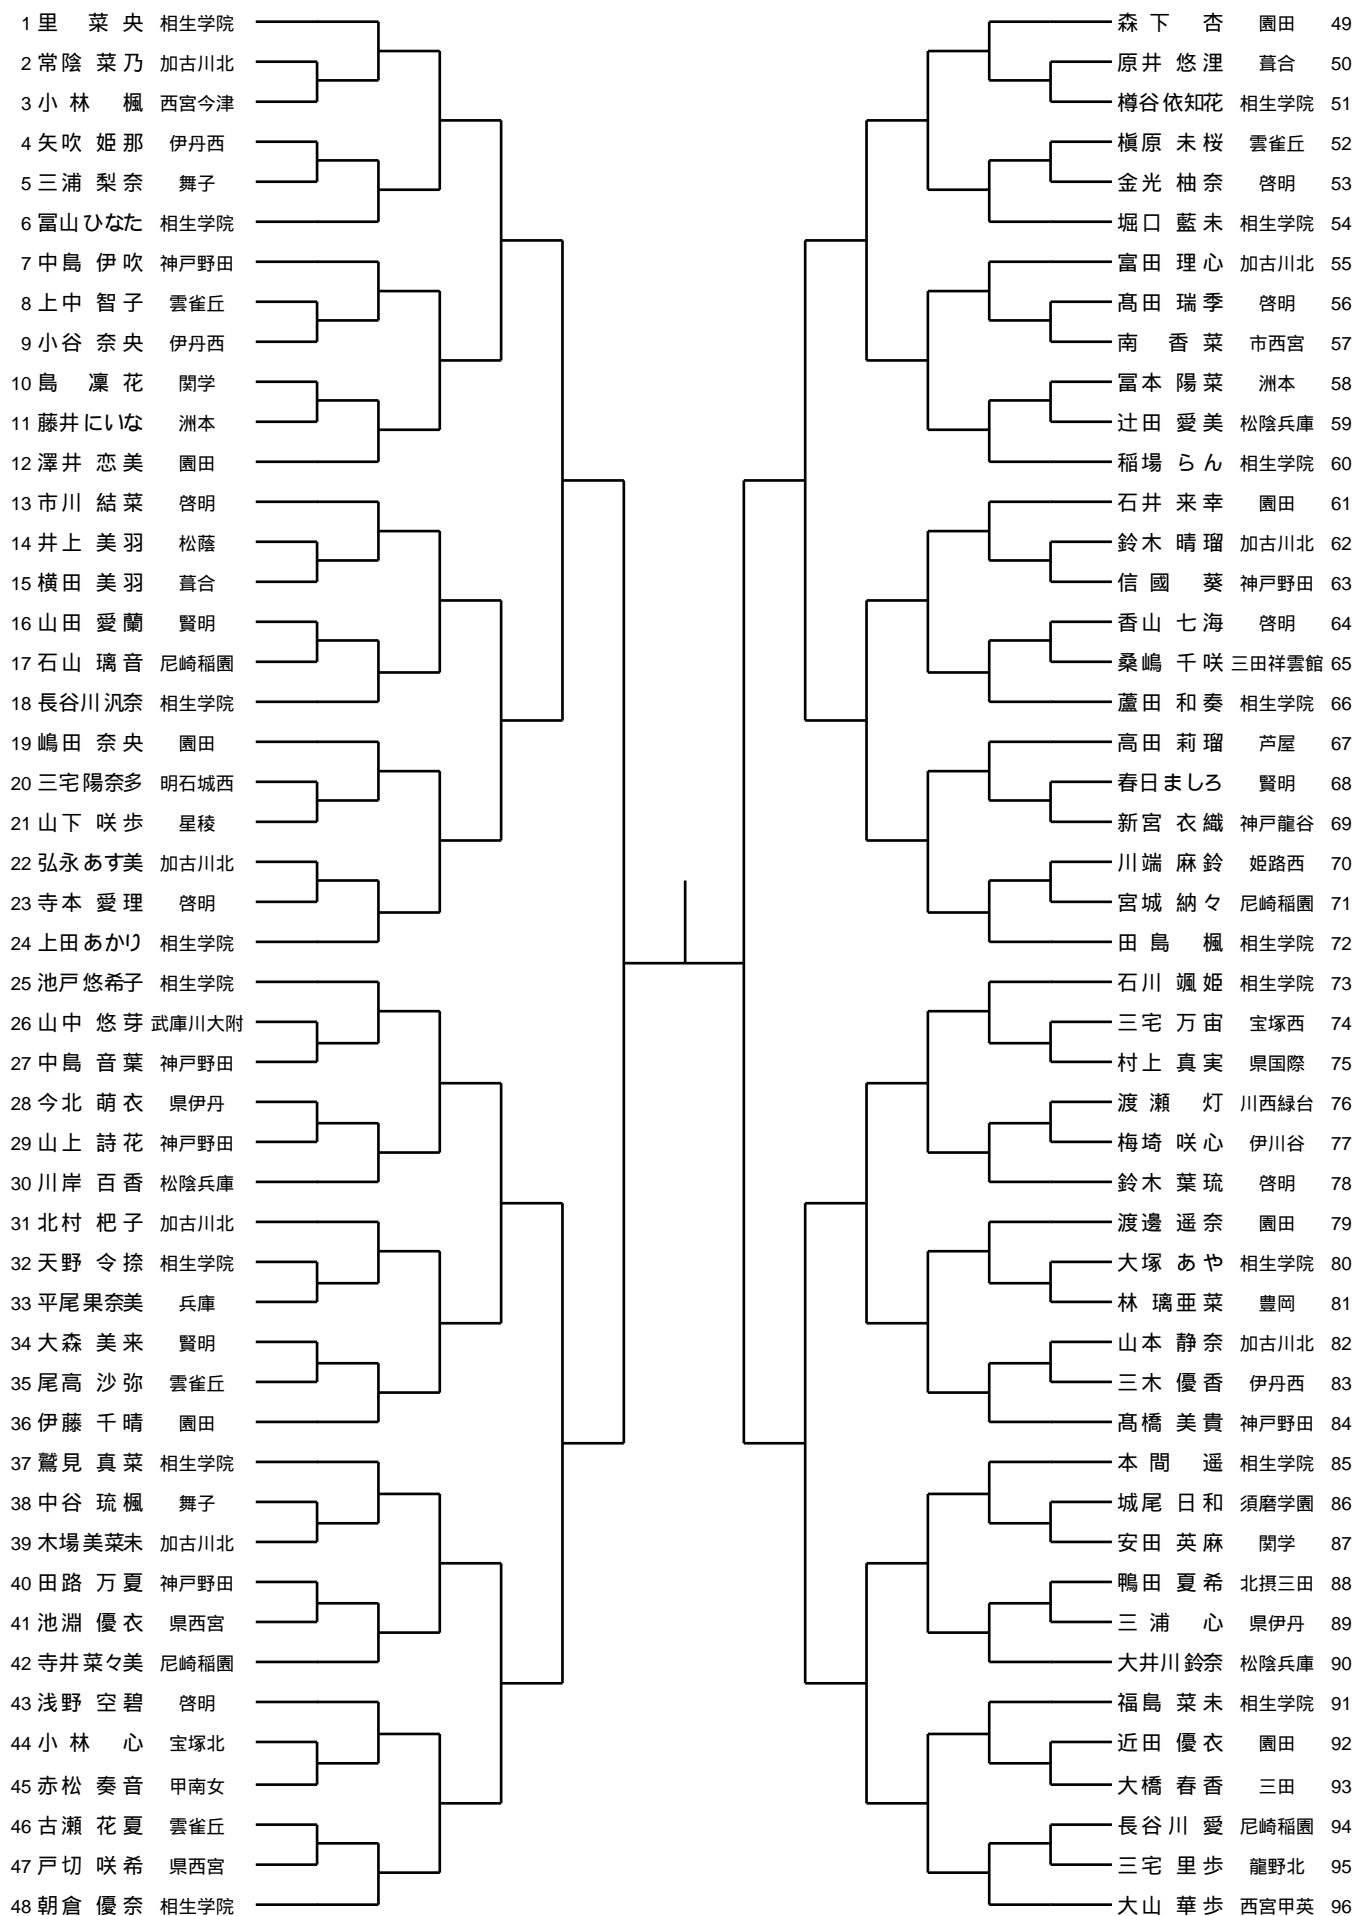 1 里 菜央 相生学院
2 常陰 菜乃 加古川北
3 小林 楓 西宮今津
4 矢吹 姫那 伊丹西
5 三浦 梨奈 舞子
6 冨山 ひなた 相生学院
7 中島 伊吹 神戸野田
8 上中 智子 雲雀丘
9 小谷 奈央 伊丹西
10 島 凜花 関学
11 藤井 にいな 洲本
12 澤井 恋美 園田
13 市川 結菜 啓明
14 井上 美羽 松蔭
15 横田 美羽 葺合
16 山田 愛蘭 賢明
17 石山 璃音 尼崎稲園
18 長谷川 汎奈 相生学院
19 嶋田 奈央 園田
20 三宅 陽奈多 明石城西
21 山下 咲歩 星稜
22 弘永 あす美 加古川北
23 寺本 愛理 啓明
24 上田 あかり 相生学院
25 池戸 悠希子 相生学院
26 山中 悠芽 武庫川大附
27 中島 音葉 神戸野田
28 今北 萌衣 県伊丹
29 山上 詩花 神戸野田
30 川岸 百香 松陰兵庫
31 北村 杷子 加古川北
32 天野 令捺 相生学院
33 平尾 果奈美 兵庫
34 大森 美来 賢明
35 尾高 沙弥 雲雀丘
36 伊藤 千晴 園田
37 鷲見 真菜 相生学院
38 中谷 琉楓 舞子
39 木場 美菜未 加古川北
40 田路 万夏 神戸野田
41 池淵 優衣 県西宮
42 寺井 菜々美 尼崎稲園
43 浅野 空碧 啓明
44 小林 心 宝塚北
45 赤松 奏音 甲南女
46 古瀬 花夏 雲雀丘
47 戸切 咲希 県西宮
48 朝倉 優奈 相生学院
森下 杏 園田 49
原井 悠浬 葺合 50
樽谷 依知花 相生学院 51
槇原 未桜 雲雀丘 52
金光 柚奈 啓明 53
堀口 藍未 相生学院 54
富田 理心 加古川北 55
髙田 瑞季 啓明 56
南 香菜 市西宮 57
冨本 陽菜 洲本 58
辻田 愛美 松陰兵庫 59
稲場 らん 相生学院 60
石井 来幸 園田 61
鈴木 晴瑠 加古川北 62
信國 葵 神戸野田 63
香山 七海 啓明 64
桑嶋 千咲 三田祥雲館 65
蘆田 和奏 相生学院 66
高田 莉瑠 芦屋 67
春日 ましろ 賢明 68
新宮 衣織 神戸龍谷 69
川端 麻鈴 姫路西 70
宮城 納々 尼崎稲園 71
田島 楓 相生学院 72
石川 颯姫 相生学院 73
三宅 万宙 宝塚西 74
村上 真実 県国際 75
渡瀬 灯 川西緑台 76
梅埼 咲心 伊川谷 77
鈴木 葉琉 啓明 78
渡邊 遥奈 園田 79
大塚 あや 相生学院 80
林 璃亜菜 豊岡 81
山本 静奈 加古川北 82
三木 優香 伊丹西 83
髙橋 美貴 神戸野田 84
本間 遥 相生学院 85
城尾 日和 須磨学園 86
安田 英麻 関学 87
鴨田 夏希 北摂三田 88
三浦 心 県伊丹 89
大井川 鈴奈 松陰兵庫 90
福島 菜未 相生学院 91
近田 優衣 園田 92
大橋 春香 三田 93
長谷川 愛 尼崎稲園 94
三宅 里歩 龍野北 95
大山 華歩 西宮甲英 96